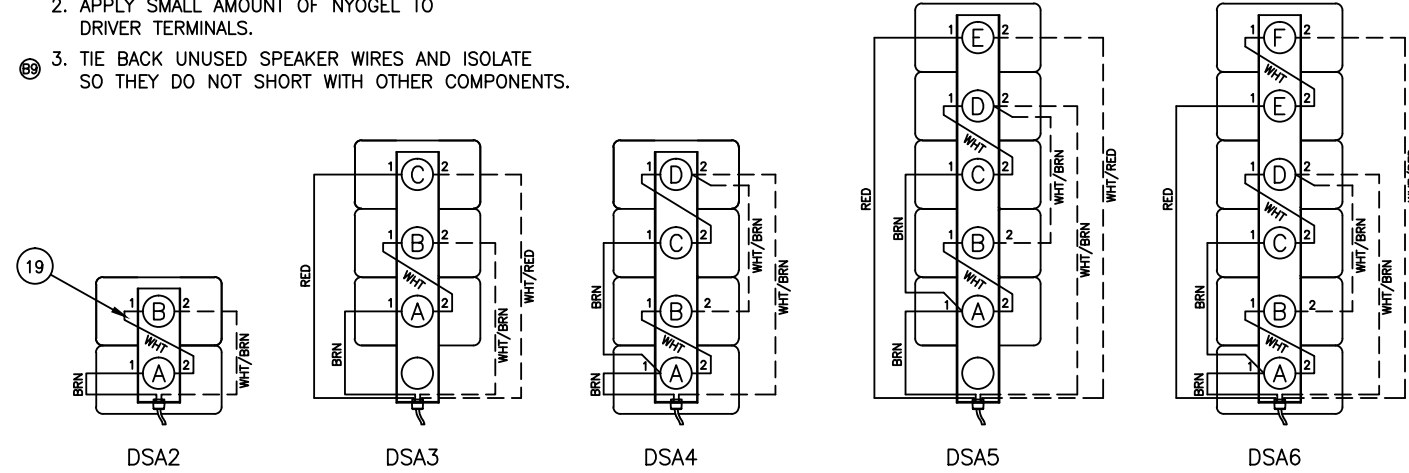 2. APPLY SMALL AMOUNT OF NYOGEL TO
DRIVER TERMINALS.
B9 3. TIE BACK UNUSED SPEAKER WIRES AND ISOLATE
SO THEY DO NOT SHORT WITH OTHER COMPONENTS.
19
1 B 2
WHT
1 A 2
BRN
WHT/BRN
DSA2
1 C 2
RED
1 B 2
WHT
A
BRN
WHT/BRN
WHT/RED
DSA3
1 D 2
C
BRN
1 B 2
WHT
1 A 2
BRN
WHT/BRN
WHT/BRN
DSA4
1 E 2
RED
1 D 2
WHT
C
BRN
1 B 2
WHT
1 A 2
BRN
WHT/BRN
WHT/BRN
WHT/RED
DSA5
1 F 2
WHT
1 E 2
RED
1 D 2
WHT
1 C 2
BRN
1 B 2
WHT
1 A 2
BRN
WHT/BRN
WHT/BRN
DSA6